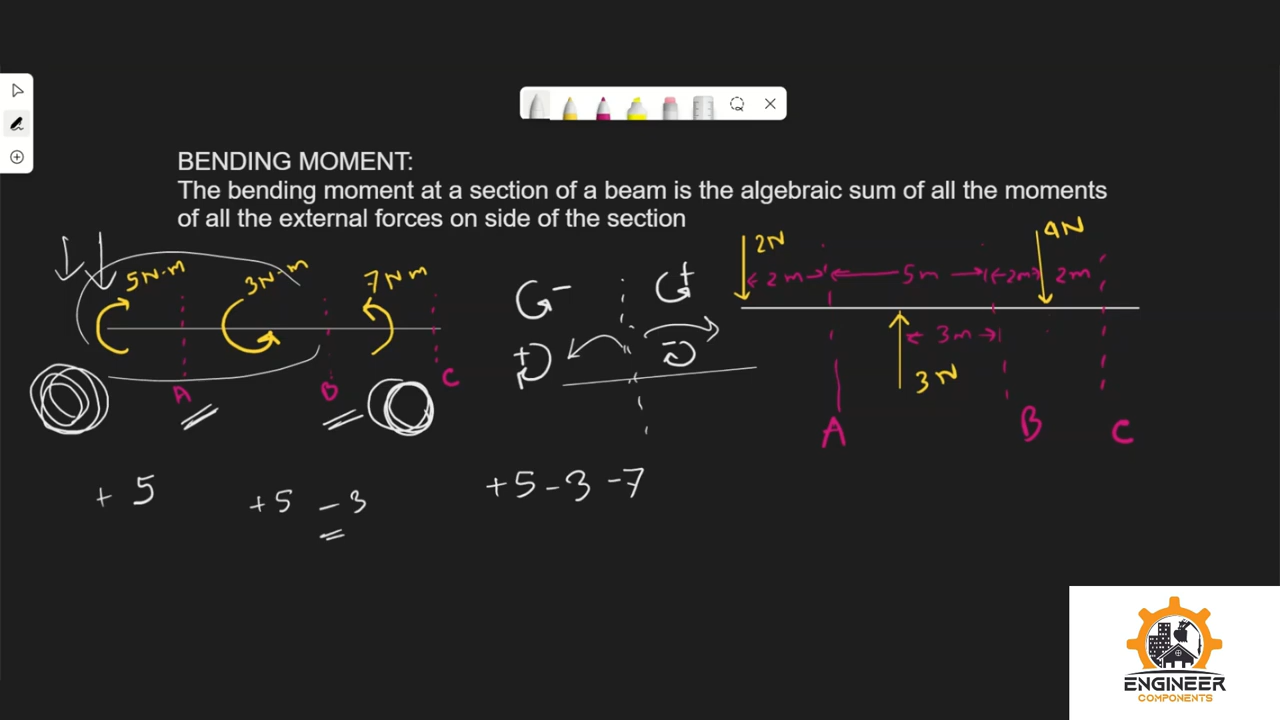 BENDING MOMENT:
The bending moment at a section of a beam is the algebraic sum of all the moments
of all the external forces on side of the section
5N-m
3N-m
7Nm
A
B
C
-
+
+
-
2N
4N
2m
5m
2m
2m
3m
3N
A
B
C
+ 5
+5 - 3
+5 - 3 - 7
ENGINEER
COMPONENTS